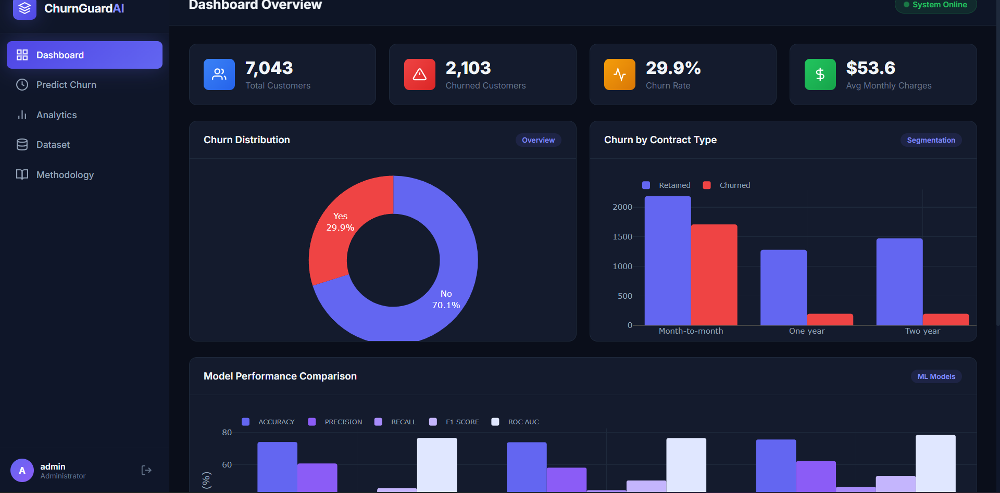 ChurnGuardAI
Dashboard Overview
System Online
Dashboard
Predict Churn
Analytics
Dataset
Methodology
7,043
Total Customers
2,103
Churned Customers
29.9%
Churn Rate
$53.6
Avg Monthly Charges
Churn Distribution
Overview
Yes
29.9%
No
70.1%
Churn by Contract Type
Segmentation
Retained
Churned
2000
1500
1000
500
0
Month-to-month
One year
Two year
Model Performance Comparison
ML Models
ACCURACY
PRECISION
RECALL
F1 SCORE
ROC AUC
80
60
(%)
A
admin
Administrator